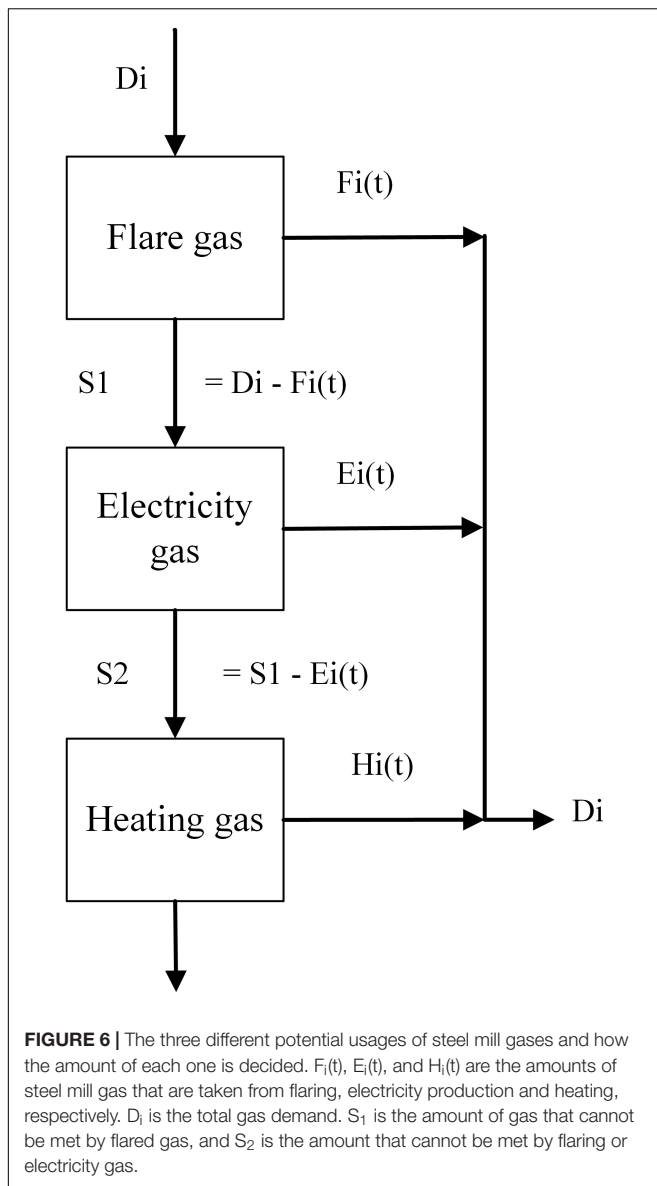 Di
Fi(t)
Flare gas
S1 = Di - Fi(t)
Ei(t)
Electricity
gas
S2 = S1 - Ei(t)
Hi(t)
Heating gas
Di
FIGURE 6 | The three different potential usages of steel mill gases and how
the amount of each one is decided. Fi(t), Ei(t), and Hi(t) are the amounts of
steel mill gas that are taken from flaring, electricity production and heating,
respectively. Di is the total gas demand. S1 is the amount of gas that cannot
be met by flared gas, and S2 is the amount that cannot be met by flaring or
electricity gas.